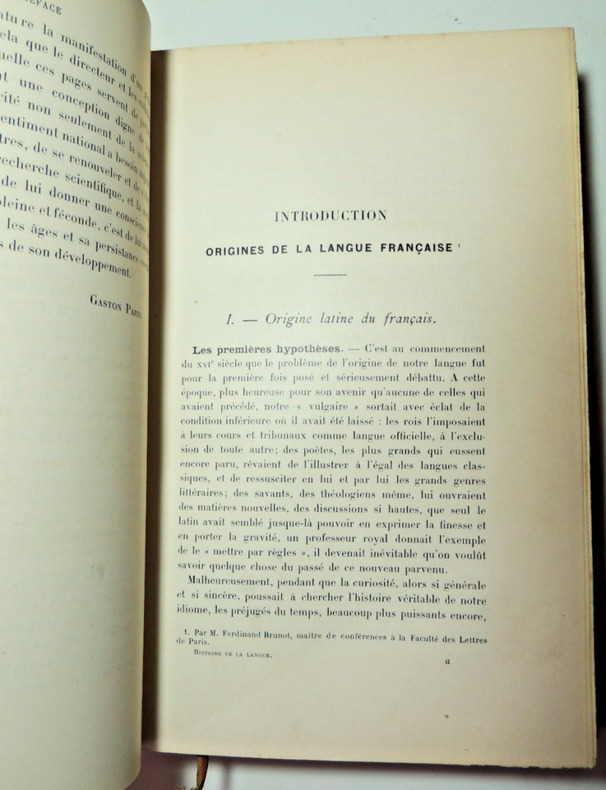 PRÉFACE
ature la manifestation d'un
ela que le directeur et les
uelle ces pages servent de
nt une conception digne de
rité non seulement de la
entiment national a besoin
tres, de se renouveler et de
recherche scientifique, et la
de lui donner une conscience
pleine et féconde, c'est de lui
les âges et sa persistance
s de son développement.
GASTON PARIS.
INTRODUCTION
ORIGINES DE LA LANGUE FRANÇAISE ¹
I. — Origine latine du français.
Les premières hypothèses. — C'est au commencement
du XVIᵉ siècle que le problème de l'origine de notre langue fut
pour la première fois posé et sérieusement débattu. A cette
époque, plus heureuse pour son avenir qu'aucune de celles qui
avaient précédé, notre « vulgaire » sortait avec éclat de la
condition inférieure où il avait été laissé : les rois l'imposaient
à leurs cours et tribunaux comme langue officielle, à l'exclu-
sion de toute autre; des poètes, les plus grands qui eussent
encore paru, rêvaient de l'illustrer à l'égal des langues clas-
siques, et de ressusciter en lui et par lui les grands genres
littéraires; des savants, des théologiens même, lui ouvraient
des matières nouvelles, des discussions si hautes, que seul le
latin avait semblé jusque-là pouvoir en exprimer la finesse et
en porter la gravité, un professeur royal donnait l'exemple
de le « mettre par règles », il devenait inévitable qu'on voulût
savoir quelque chose du passé de ce nouveau parvenu.
Malheureusement, pendant que la curiosité, alors si générale
et si sincère, poussait à chercher l'histoire véritable de notre
idiome, les préjugés du temps, beaucoup plus puissants encore,
1. Par M. Ferdinand Brunot, maître de conférences à la Faculté des Lettres
de Paris.
HISTOIRE DE LA LANGUE.
a